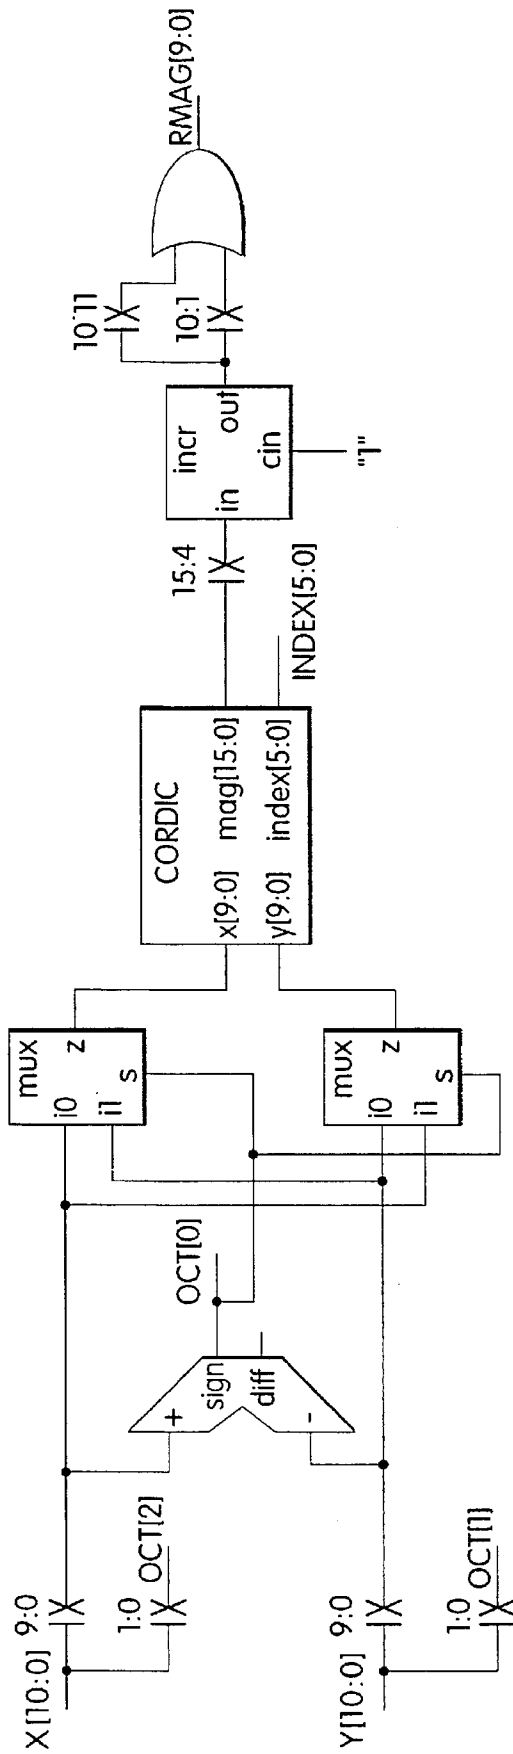 X[10:0]
9:0
1:0
OCT[2]
Y[10:0]
9:0
1:0
OCT[1]
+
-
sign
diff
OCT[0]
mux
i0
i1
z
s
mux
i0
i1
z
s
CORDIC
x[9:0] mag[15:0]
y[9:0] index[5:0]
INDEX[5:0]
15:4
incr
in
out
cin
"1"
10:1
RMAG[9:0]